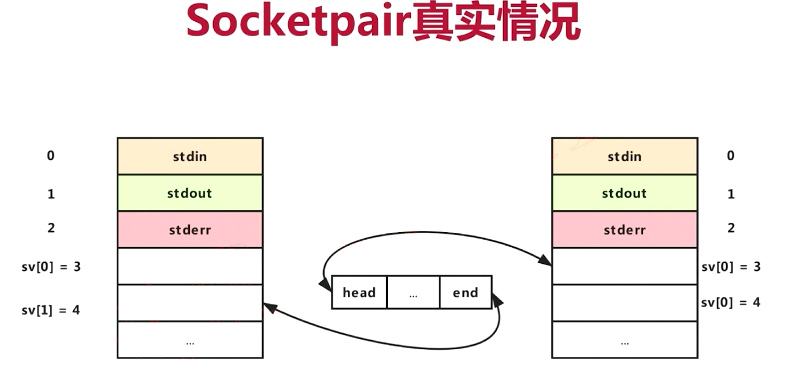 Socketpair真实情况
0 stdin stdin 0
1 stdout stdout 1
2 stderr stderr 2
sv[0] = 3 sv[0] = 3
head ... end
sv[1] = 4 sv[0] = 4
... ...